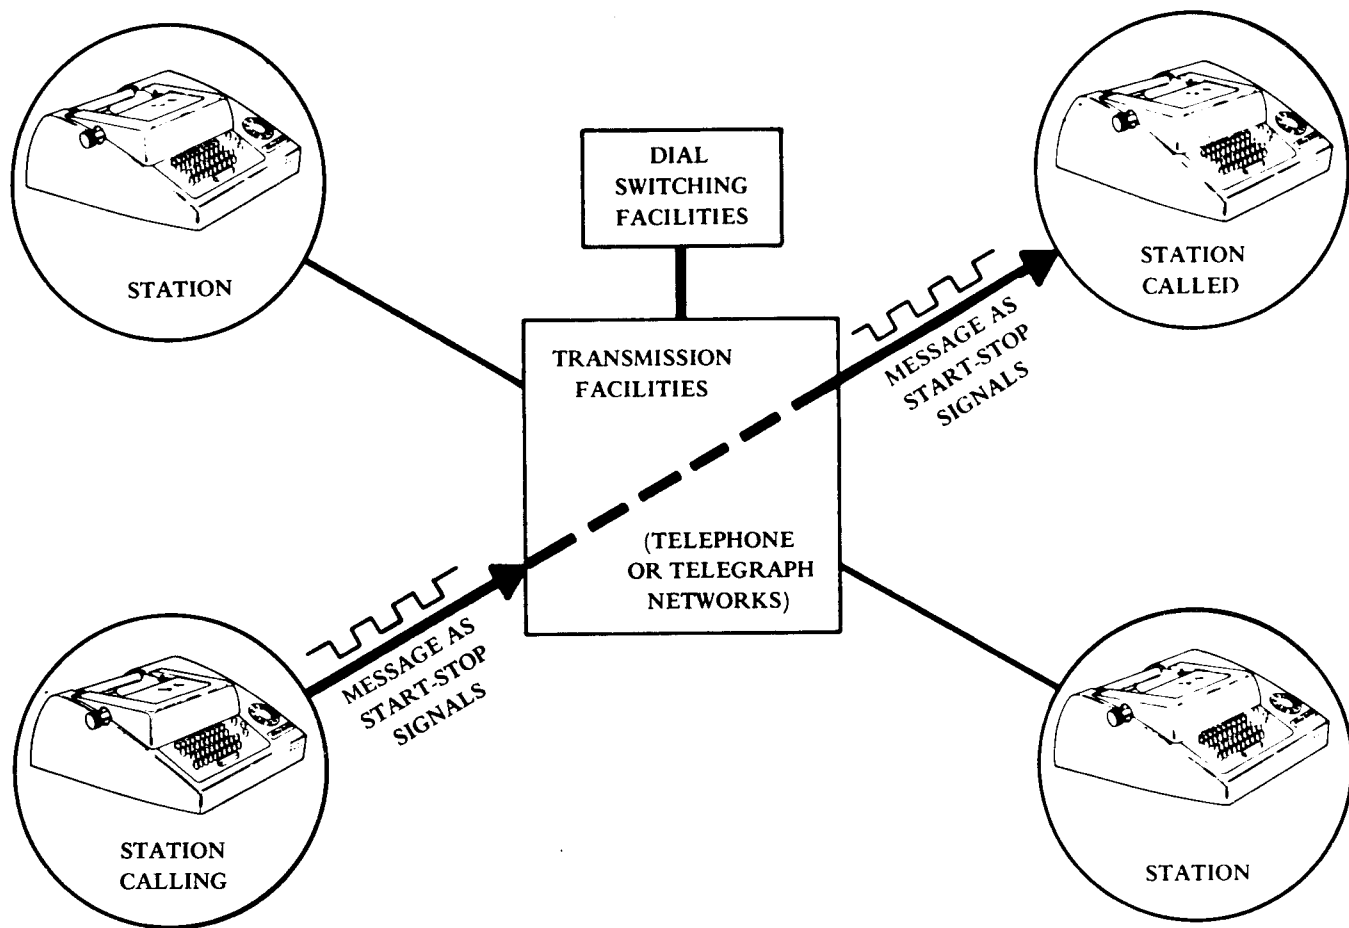 DIAL
SWITCHING
FACILITIES
STATION
STATION
CALLED
TRANSMISSION
FACILITIES
MESSAGE AS
START-STOP
SIGNALS
(TELEPHONE
OR TELEGRAPH
NETWORKS)
MESSAGE AS
START-STOP
SIGNALS
STATION
CALLING
STATION